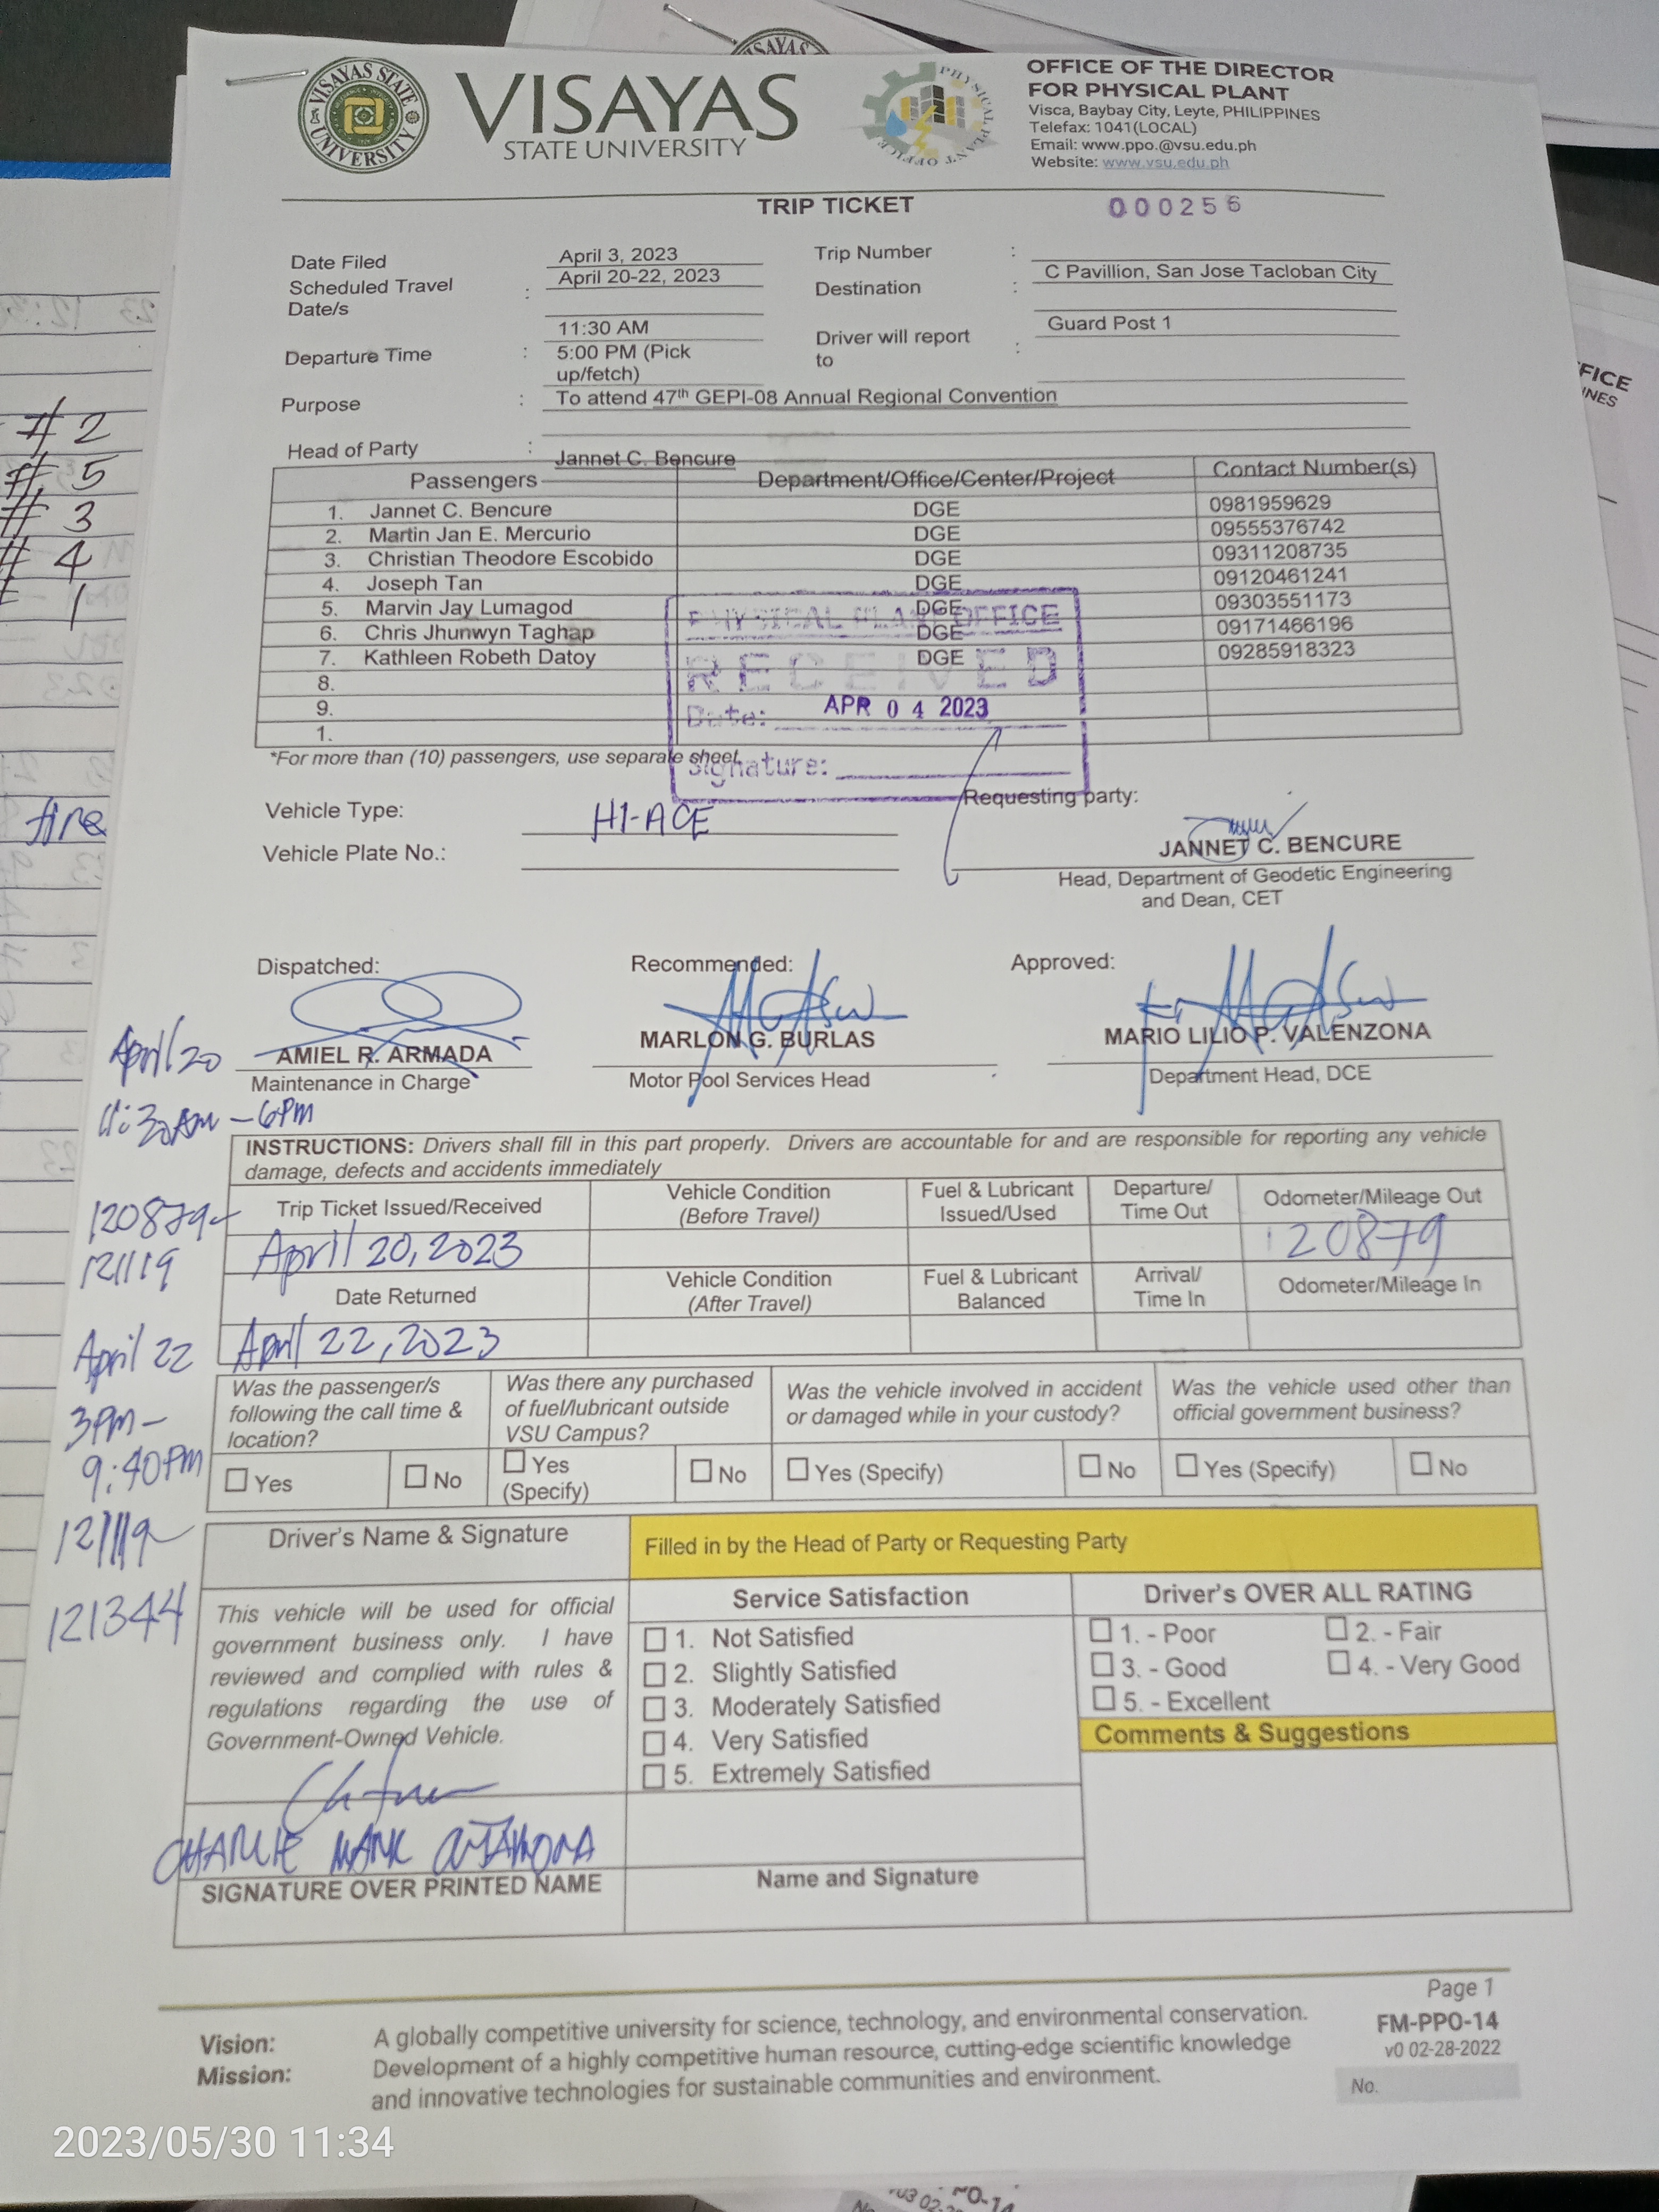 VISAYAS STATE UNIVERSITY
VISAYAS
STATE UNIVERSITY
PHYSICAL PLANT OFFICE
OFFICE OF THE DIRECTOR
FOR PHYSICAL PLANT
Visca, Baybay City, Leyte, PHILIPPINES
Telefax: 1041(LOCAL)
Email: www.ppo.@vsu.edu.ph
Website: www.vsu.edu.ph
TRIP TICKET
000256
Date Filed April 3, 2023
Trip Number :
Scheduled Travel Date/s : April 20-22, 2023
Destination : C Pavillion, San Jose Tacloban City
Departure Time : 11:30 AM
5:00 PM (Pick up/fetch)
Driver will report to : Guard Post 1
Purpose : To attend 47th GEPI-08 Annual Regional Convention
Head of Party : Jannet C. Bencure
Passengers Department/Office/Center/Project Contact Number(s)
1. Jannet C. Bencure DGE 0981959629
2. Martin Jan E. Mercurio DGE 09555376742
3. Christian Theodore Escobido DGE 09311208735
4. Joseph Tan DGE 09120461241
5. Marvin Jay Lumagod DGE 09303551173
6. Chris Jhunwyn Taghap DGE 09171466196
7. Kathleen Robeth Datoy DGE 09285918323
8.
9.
1.
PHYSICAL PLANT OFFICE
RECEIVED
Date: APR 04 2023
Signature:
*For more than (10) passengers, use separate sheet.
Vehicle Type: HI-ACE
Vehicle Plate No.:
Requesting party:
JANNET C. BENCURE
Head, Department of Geodetic Engineering
and Dean, CET
Dispatched: Recommended: Approved:
AMIEL R. ARMADA MARLON G. BURLAS MARIO LILIO P. VALENZONA
Maintenance in Charge Motor Pool Services Head Department Head, DCE
April 20
11:30AM - 6PM
120879-
121119
April 22
3PM-
9:40PM
121119-
121344
INSTRUCTIONS: Drivers shall fill in this part properly. Drivers are accountable for and are responsible for reporting any vehicle
damage, defects and accidents immediately
Trip Ticket Issued/Received
Vehicle Condition (Before Travel)
Fuel & Lubricant Issued/Used
Departure/ Time Out
Odometer/Mileage Out
April 20, 2023 120879
Date Returned
Vehicle Condition (After Travel)
Fuel & Lubricant Balanced
Arrival/ Time In
Odometer/Mileage In
April 22, 2023
Was the passenger/s following the call time & location?
Was there any purchased of fuel/lubricant outside VSU Campus?
Was the vehicle involved in accident or damaged while in your custody?
Was the vehicle used other than official government business?
☐ Yes ☐ No ☐ Yes (Specify) ☐ No ☐ Yes (Specify) ☐ No ☐ Yes (Specify) ☐ No
Driver's Name & Signature
Filled in by the Head of Party or Requesting Party
This vehicle will be used for official
government business only. I have
reviewed and complied with rules &
regulations regarding the use of
Government-Owned Vehicle.
CHARLIE MARK
SIGNATURE OVER PRINTED NAME
Service Satisfaction
☐ 1. Not Satisfied
☐ 2. Slightly Satisfied
☐ 3. Moderately Satisfied
☐ 4. Very Satisfied
☐ 5. Extremely Satisfied
Name and Signature
Driver's OVER ALL RATING
☐ 1. - Poor ☐ 2. - Fair
☐ 3. - Good ☐ 4. - Very Good
☐ 5. - Excellent
Comments & Suggestions
Page 1
FM-PPO-14
v0 02-28-2022
No.
Vision: A globally competitive university for science, technology, and environmental conservation.
Mission: Development of a highly competitive human resource, cutting-edge scientific knowledge
and innovative technologies for sustainable communities and environment.
#2
#5
#3
#4
1
tire
FICE
INES
2023/05/30 11:34